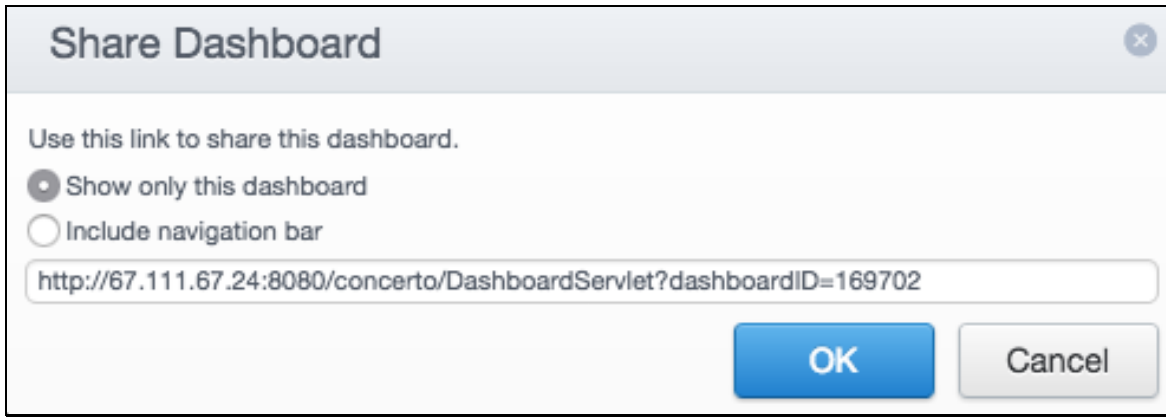 Share Dashboard
Use this link to share this dashboard.
Show only this dashboard
Include navigation bar
http://67.111.67.24:8080/concerto/DashboardServlet?dashboardID=169702
OK Cancel